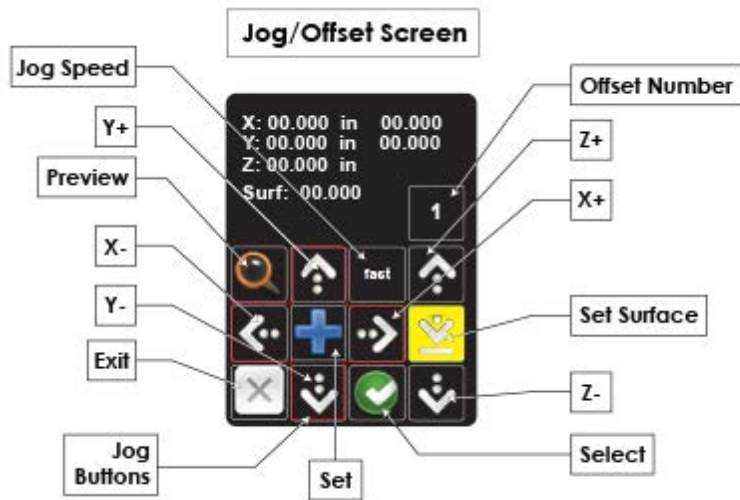 Jog/Offset Screen
Jog Speed
Offset Number
Y+
Z+
Preview
X+
X-
Y-
Set Surface
Exit
Z-
Jog
Buttons
Set
Select
X: 00.000 in 00.000
Y: 00.000 in 00.000
Z: 00.000 in
Surf: 00.000
1
fast